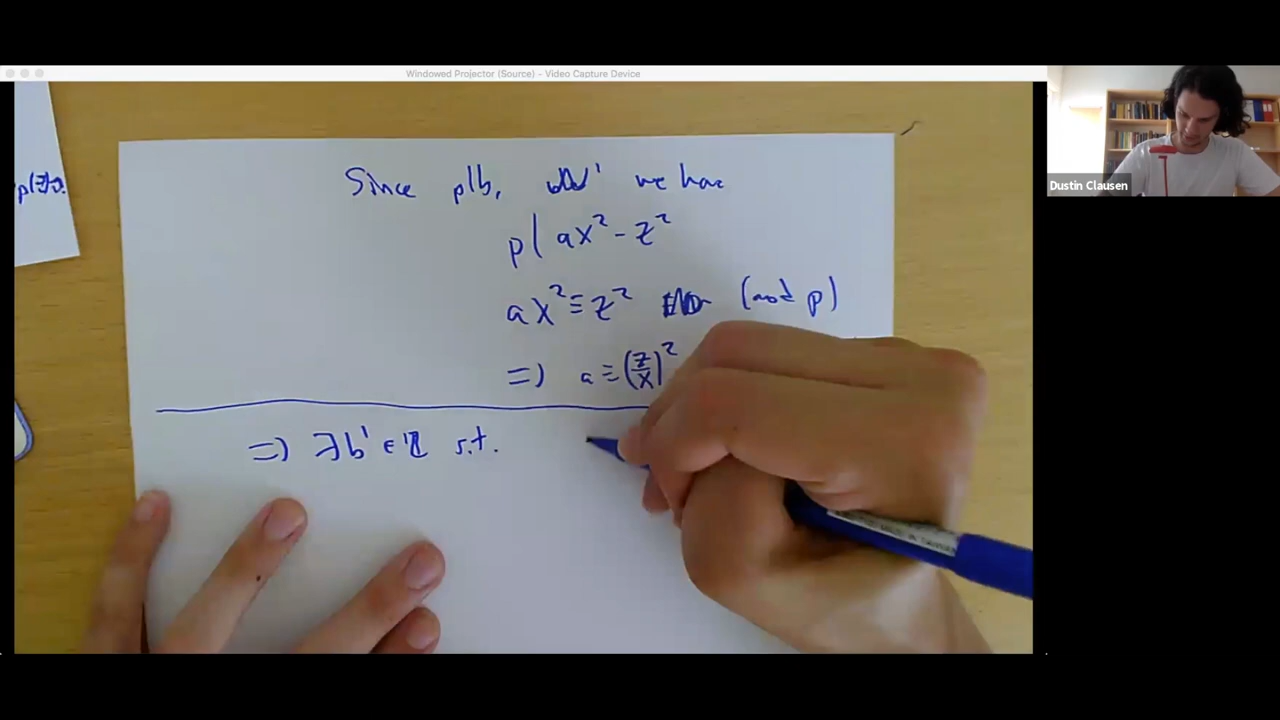 Windowed Projector (Source) - Video Capture Device
Dustin Clausen
Since p|b, we have
p | ax² - z²
ax² ≡ z² (mod p)
=> a ≡ (z/x)²
=> ∃b' ∈ ℤ s.t.